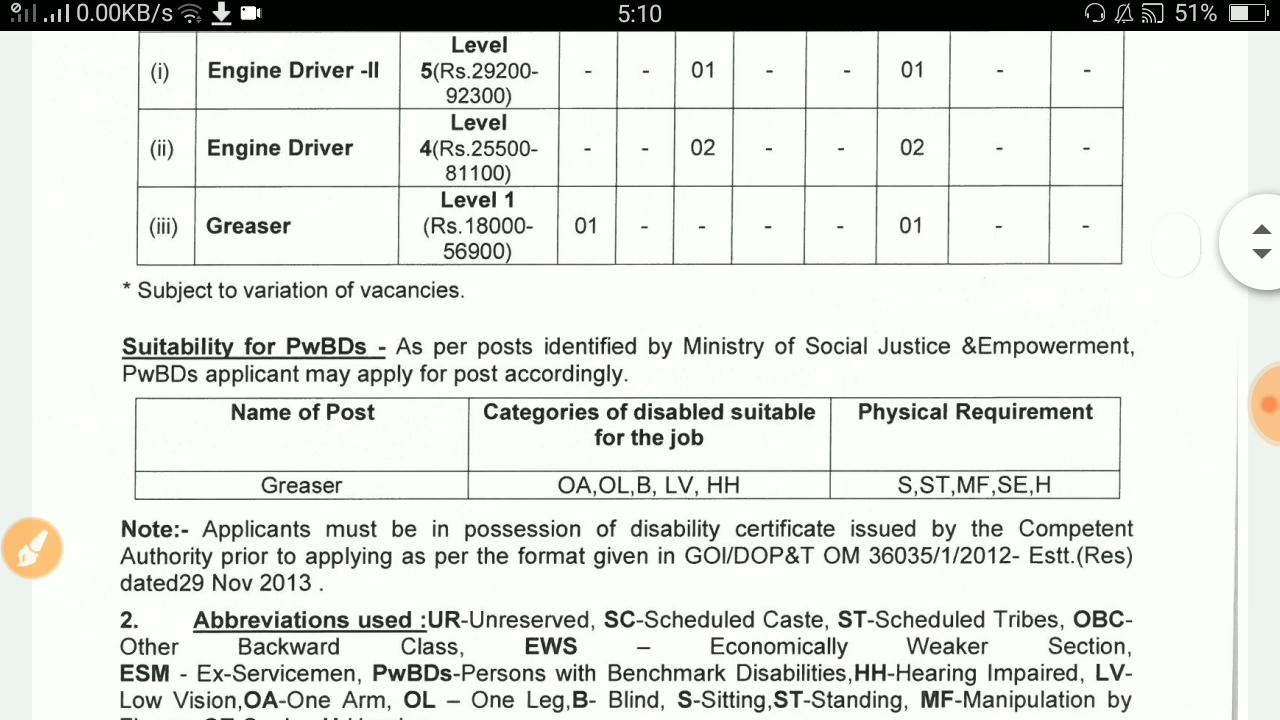 0.00KB/s 5:10 51%
Level
(i) Engine Driver -II 5(Rs.29200- - - 01 - - 01 - -
92300)
Level
(ii) Engine Driver 4(Rs.25500- - - 02 - - 02 - -
81100)
Level 1
(iii) Greaser (Rs.18000- 01 - - - - 01 - -
56900)
* Subject to variation of vacancies.
Suitability for PwBDs - As per posts identified by Ministry of Social Justice &Empowerment,
PwBDs applicant may apply for post accordingly.
Name of Post Categories of disabled suitable Physical Requirement
for the job
Greaser OA,OL,B, LV, HH S,ST,MF,SE,H
Note:- Applicants must be in possession of disability certificate issued by the Competent
Authority prior to applying as per the format given in GOI/DOP&T OM 36035/1/2012- Estt.(Res)
dated29 Nov 2013 .
2. Abbreviations used :UR-Unreserved, SC-Scheduled Caste, ST-Scheduled Tribes, OBC-
Other Backward Class, EWS – Economically Weaker Section,
ESM - Ex-Servicemen, PwBDs-Persons with Benchmark Disabilities,HH-Hearing Impaired, LV-
Low Vision,OA-One Arm, OL – One Leg,B- Blind, S-Sitting,ST-Standing, MF-Manipulation by